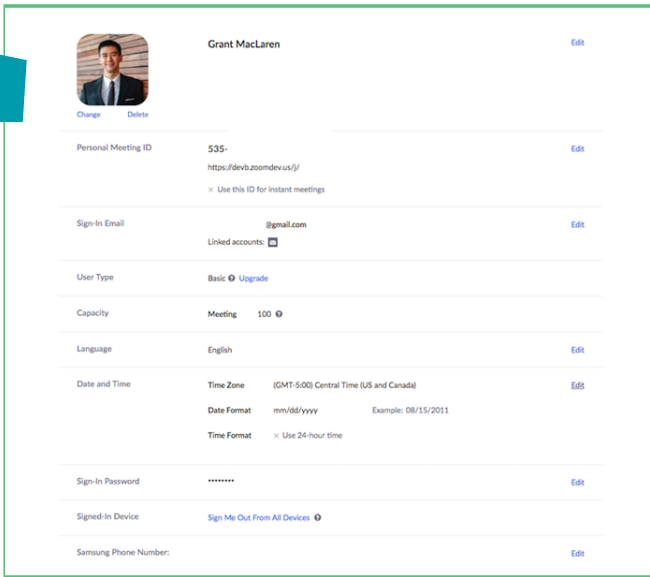 Grant MacLaren
Edit
Change Delete
Personal Meeting ID 535- Edit
https://devb.zoomdev.us/j/
× Use this ID for instant meetings
Sign-In Email @gmail.com Edit
Linked accounts:
User Type Basic Upgrade
Capacity Meeting 100
Language English Edit
Date and Time Time Zone (GMT-5:00) Central Time (US and Canada) Edit
Date Format mm/dd/yyyy Example: 08/15/2011
Time Format × Use 24-hour time
Sign-In Password •••••••• Edit
Signed-In Device Sign Me Out From All Devices
Samsung Phone Number: Edit